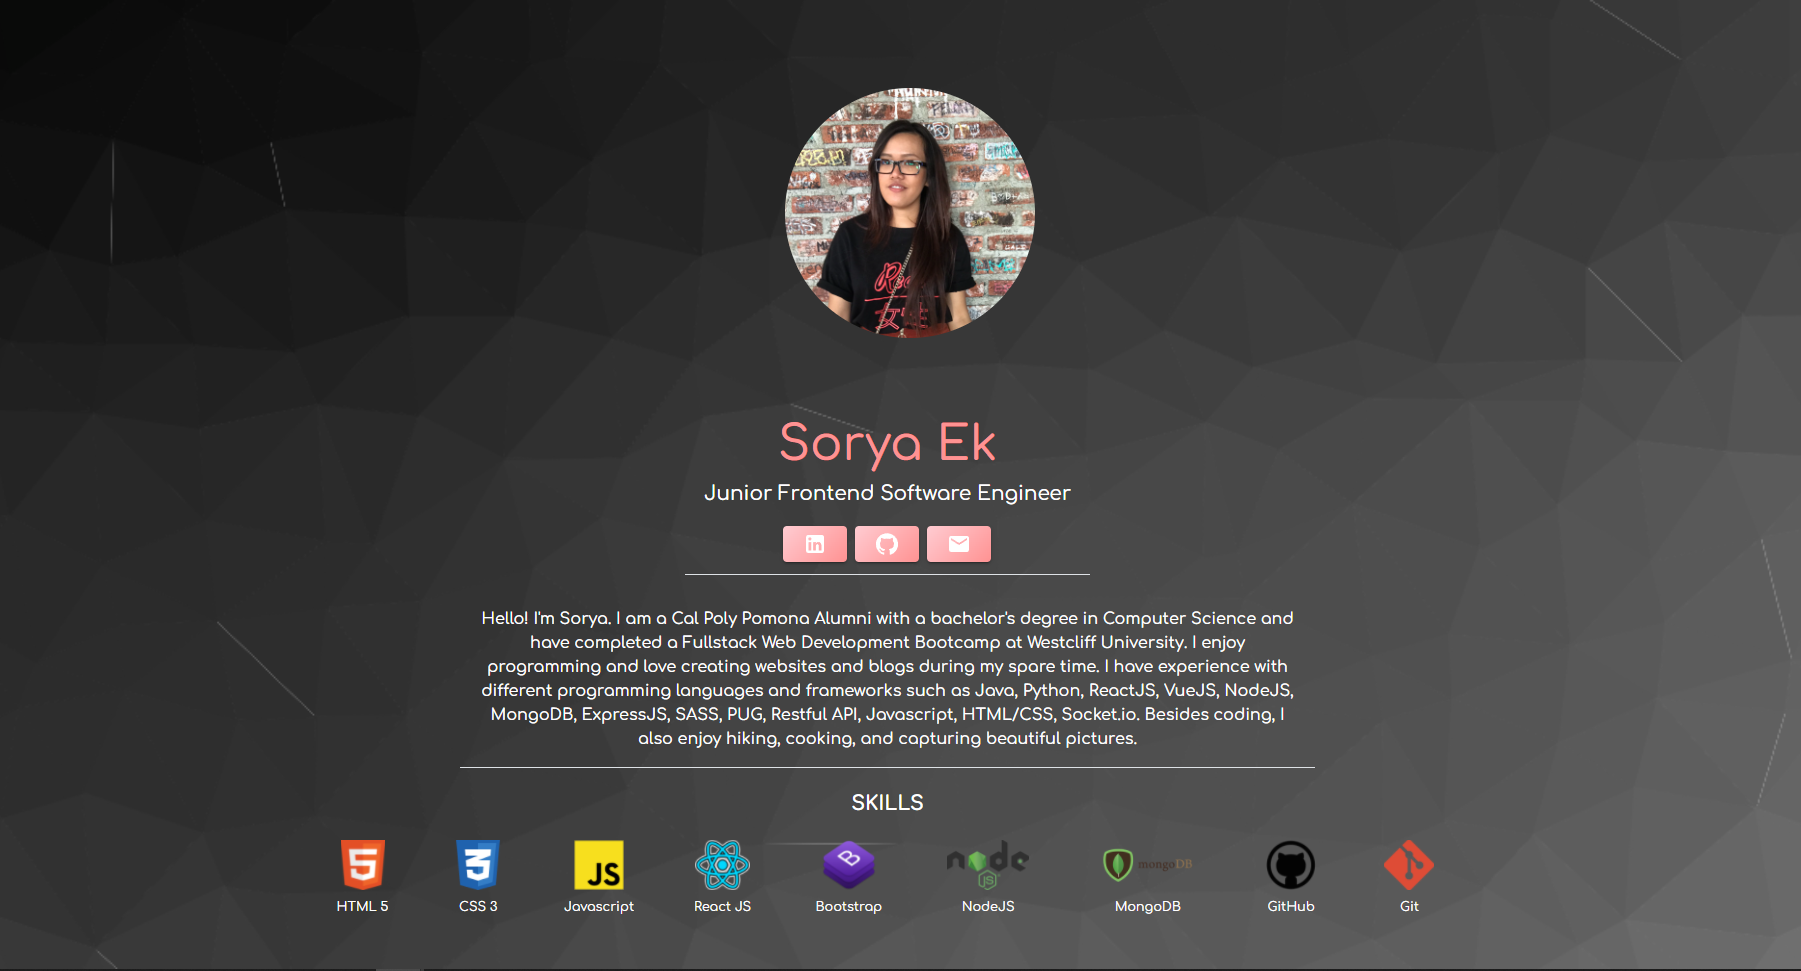 女性
Sorya Ek
Junior Frontend Software Engineer
in
Hello! I'm Sorya. I am a Cal Poly Pomona Alumni with a bachelor's degree in Computer Science and
have completed a Fullstack Web Development Bootcamp at Westcliff University. I enjoy
programming and love creating websites and blogs during my spare time. I have experience with
different programming languages and frameworks such as Java, Python, ReactJS, VueJS, NodeJS,
MongoDB, ExpressJS, SASS, PUG, Restful API, Javascript, HTML/CSS, Socket.io. Besides coding, I
also enjoy hiking, cooking, and capturing beautiful pictures.
SKILLS
5 3 JS B node JS mongoDB
HTML 5 CSS 3 Javascript React JS Bootstrap NodeJS MongoDB GitHub Git